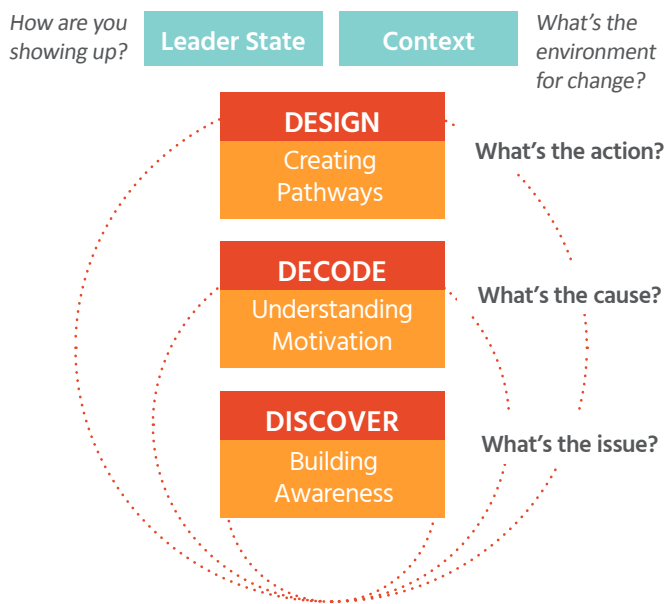 How are you
showing up?
Leader State
Context
What's the
environment
for change?
DESIGN
Creating
Pathways
What's the action?
DECODE
Understanding
Motivation
What's the cause?
DISCOVER
Building
Awareness
What's the issue?